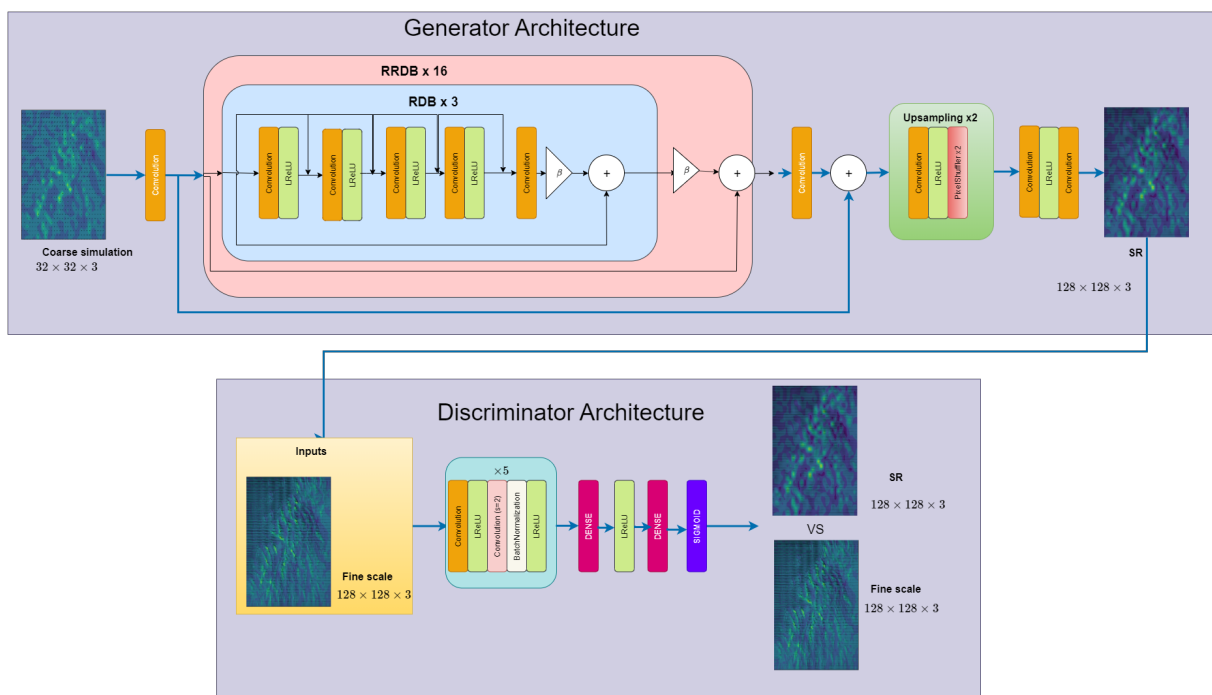 Generator Architecture
RRDB x 16
RDB x 3
Coarse simulation
32 × 32 × 3
Convolution
Convolution
LReLU
Convolution
LReLU
Convolution
LReLU
Convolution
LReLU
Convolution
β
+
β
+
Convolution
+
Upsampling x2
Convolution
LReLU
PixelShuffler x2
Convolution
LReLU
Convolution
SR
128 × 128 × 3
Discriminator Architecture
Inputs
Fine scale
128 × 128 × 3
×5
Convolution
LReLU
Convolution (s=2)
BatchNormalization
LReLU
DENSE
LReLU
DENSE
SIGMOID
SR
128 × 128 × 3
VS
Fine scale
128 × 128 × 3